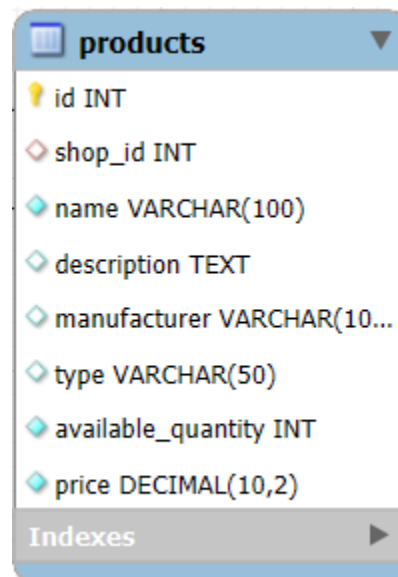 products
id INT
shop_id INT
name VARCHAR(100)
description TEXT
manufacturer VARCHAR(10...
type VARCHAR(50)
available_quantity INT
price DECIMAL(10,2)
Indexes